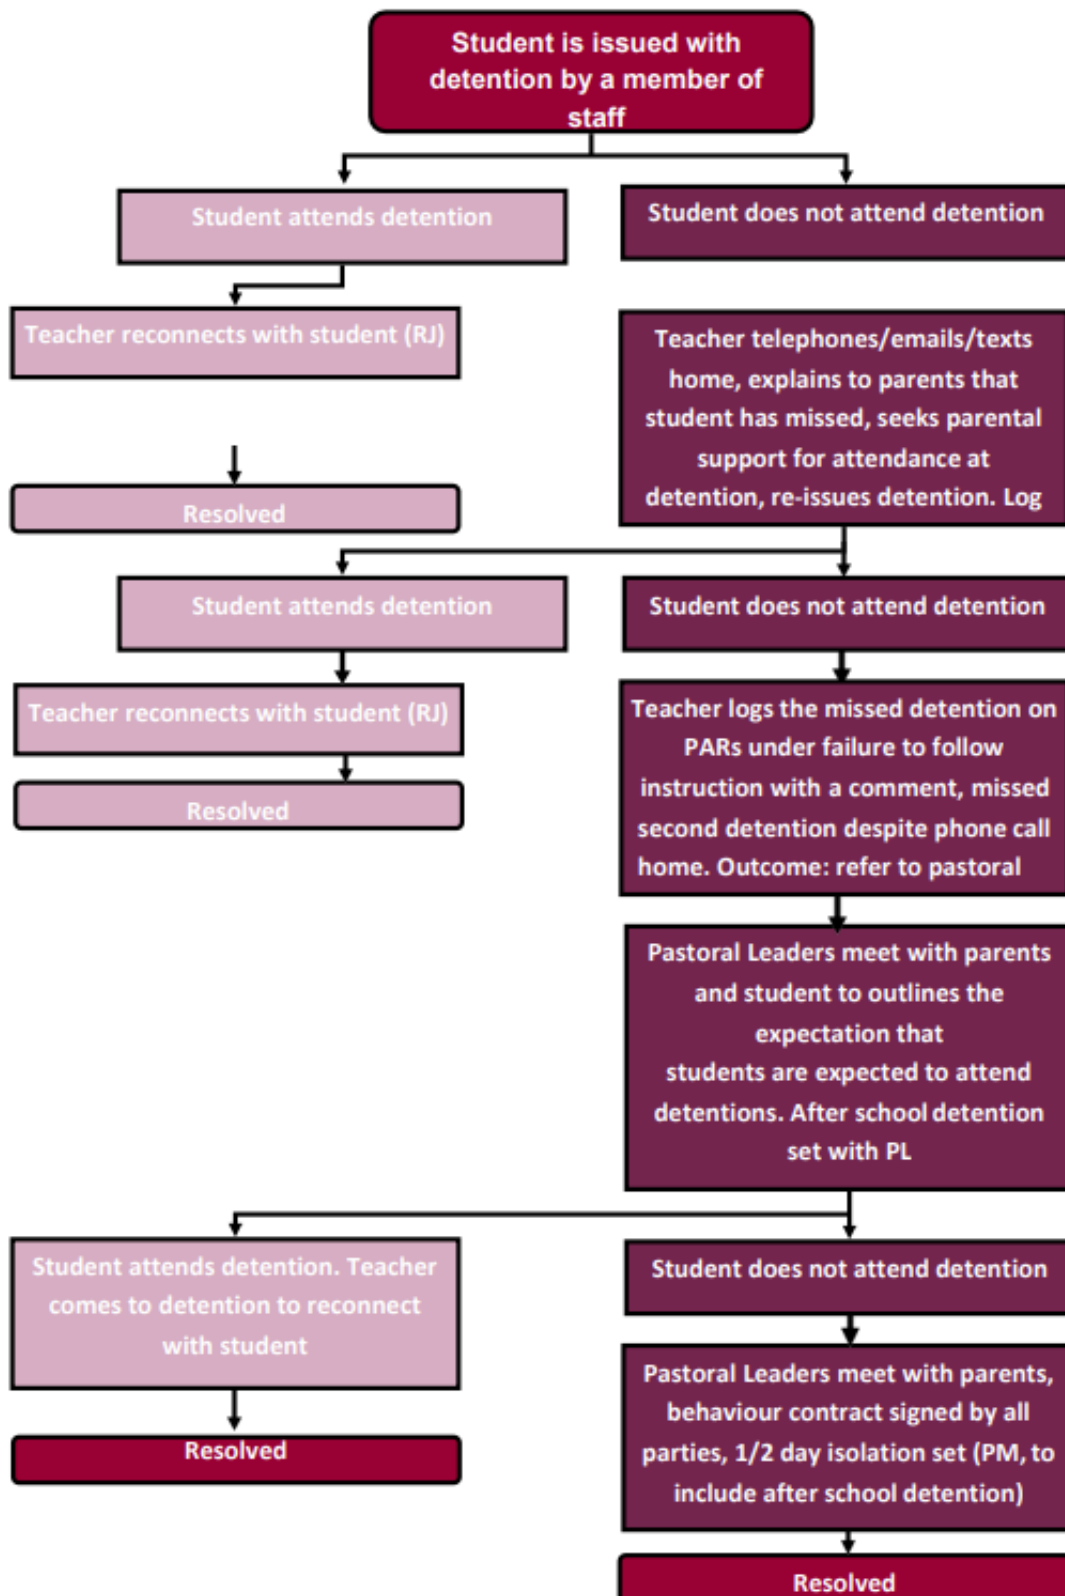 Student is issued with
detention by a member of
staff
Student attends detention
Student does not attend detention
Teacher reconnects with student (RJ)
Teacher telephones/emails/texts
home, explains to parents that
student has missed, seeks parental
support for attendance at
detention, re-issues detention. Log
Resolved
Student attends detention
Student does not attend detention
Teacher reconnects with student (RJ)
Teacher logs the missed detention on
PARs under failure to follow
instruction with a comment, missed
second detention despite phone call
home. Outcome: refer to pastoral
Resolved
Pastoral Leaders meet with parents
and student to outlines the
expectation that
students are expected to attend
detentions. After school detention
set with PL
Student attends detention. Teacher
comes to detention to reconnect
with student
Student does not attend detention
Resolved
Pastoral Leaders meet with parents,
behaviour contract signed by all
parties, 1/2 day isolation set (PM, to
include after school detention)
Resolved